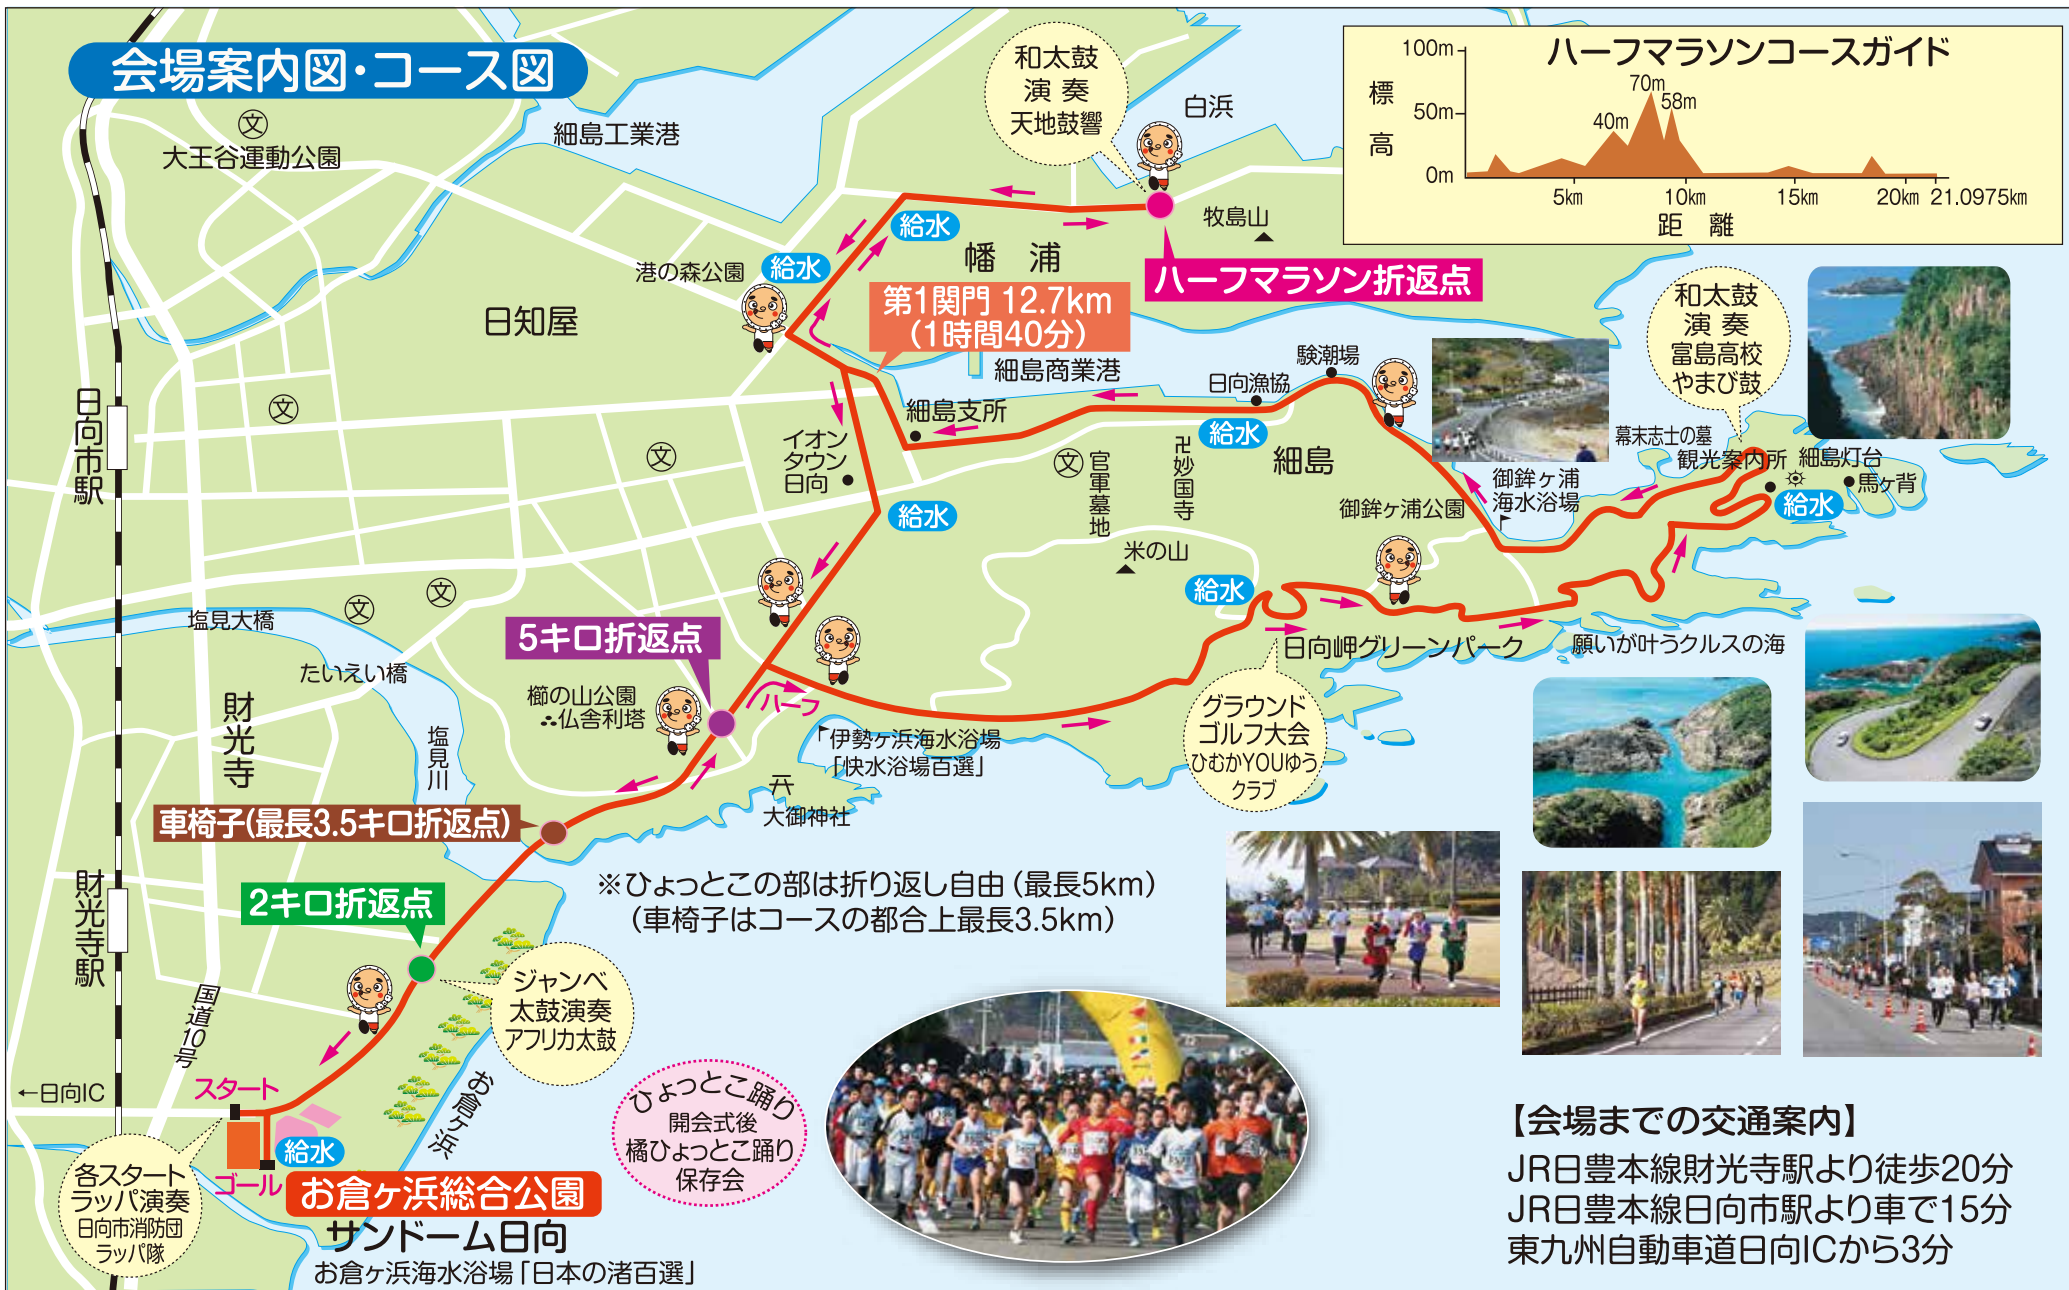 会場案内図・コース図
ハーフマラソンコースガイド
標高
100m
50m
0m
40m
70m
58m
5km
10km
15km
20km
21.0975km
距離
和太鼓
演奏
天地鼓響
白浜
牧島山
細島工業港
文
大王谷運動公園
給水
幡浦
ハーフマラソン折返点
港の森公園
給水
第1関門 12.7km
(1時間40分)
日知屋
細島商業港
験潮場
日向漁協
和太鼓
演奏
富島高校
やまび鼓
日向市駅
文
細島支所
給水
イオン
タウン
日向
文
文
官軍墓地
卍妙国寺
細島
幕末志士の墓
観光案内所
細島灯台
馬ヶ背
給水
御鉾ヶ浦
海水浴場
御鉾ヶ浦公園
給水
米の山
給水
文
文
塩見大橋
5キロ折返点
日向岬グリーンパーク
願いが叶うクルスの海
たいえい橋
財光寺
櫛の山公園
仏舎利塔
ハーフ
グラウンド
ゴルフ大会
ひむかYOUゆう
クラブ
塩見川
伊勢ヶ浜海水浴場
「快水浴場百選」
大御神社
車椅子(最長3.5キロ折返点)
財光寺駅
2キロ折返点
※ひょっとこの部は折り返し自由(最長5km)
(車椅子はコースの都合上最長3.5km)
ジャンベ
太鼓演奏
アフリカ太鼓
国道10号
←日向IC
スタート
お倉ヶ浜
ひょっとこ踊り
開会式後
橘ひょっとこ踊り
保存会
給水
ゴール
各スタート
ラッパ演奏
日向市消防団
ラッパ隊
お倉ヶ浜総合公園
サンドーム日向
お倉ヶ浜海水浴場「日本の渚百選」
【会場までの交通案内】
JR日豊本線財光寺駅より徒歩20分
JR日豊本線日向市駅より車で15分
東九州自動車道日向ICから3分